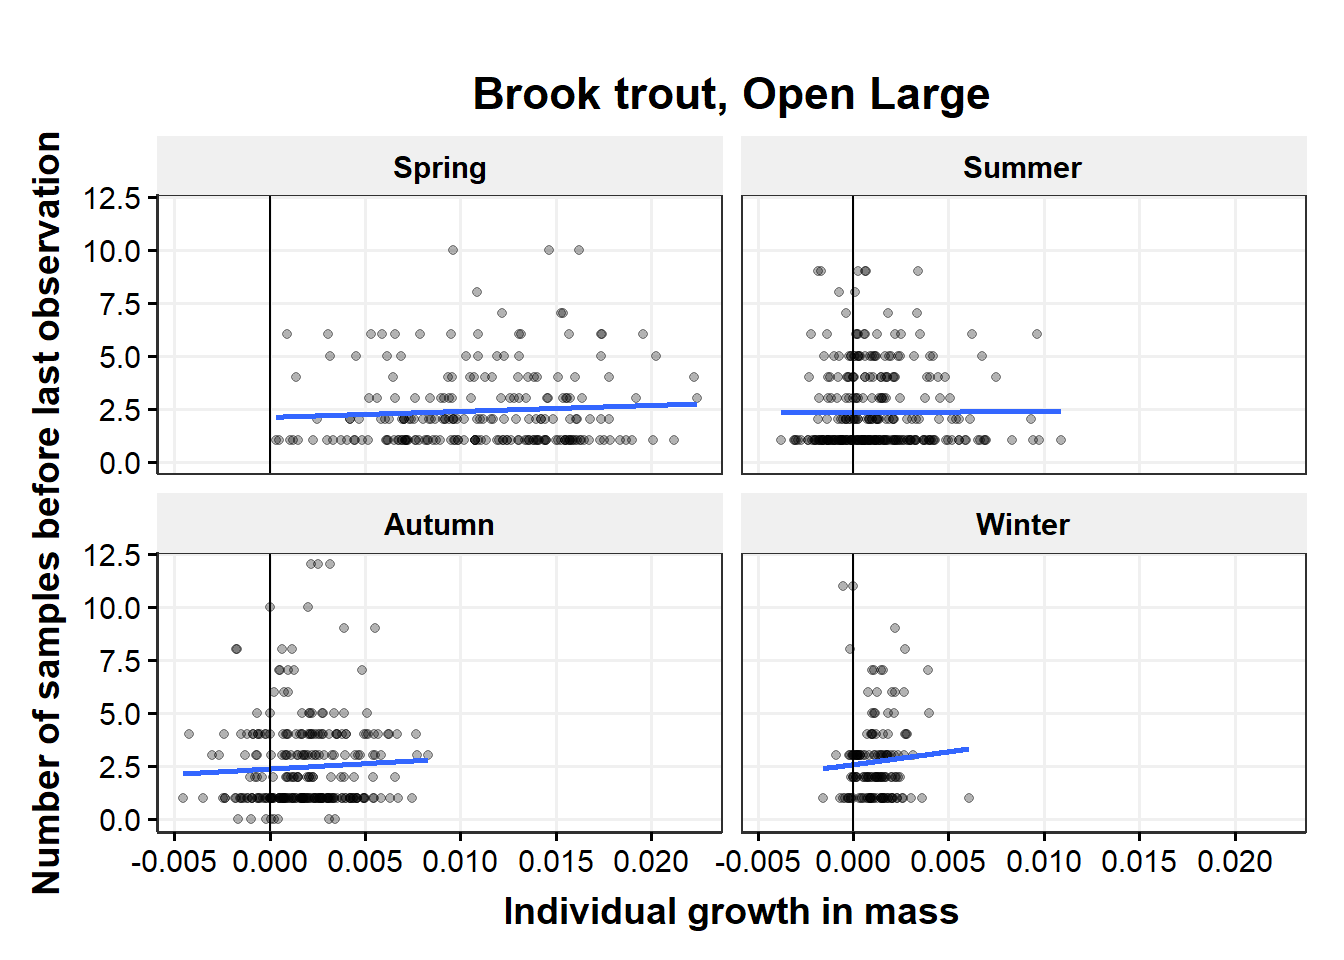 Brook trout, Open Large
Number of samples before last observation
Spring
Summer
12.5
10.0
7.5
5.0
2.5
0.0
Autumn
Winter
12.5
10.0
7.5
5.0
2.5
0.0
-0.005 0.000 0.005 0.010 0.015 0.020
-0.005 0.000 0.005 0.010 0.015 0.020
Individual growth in mass